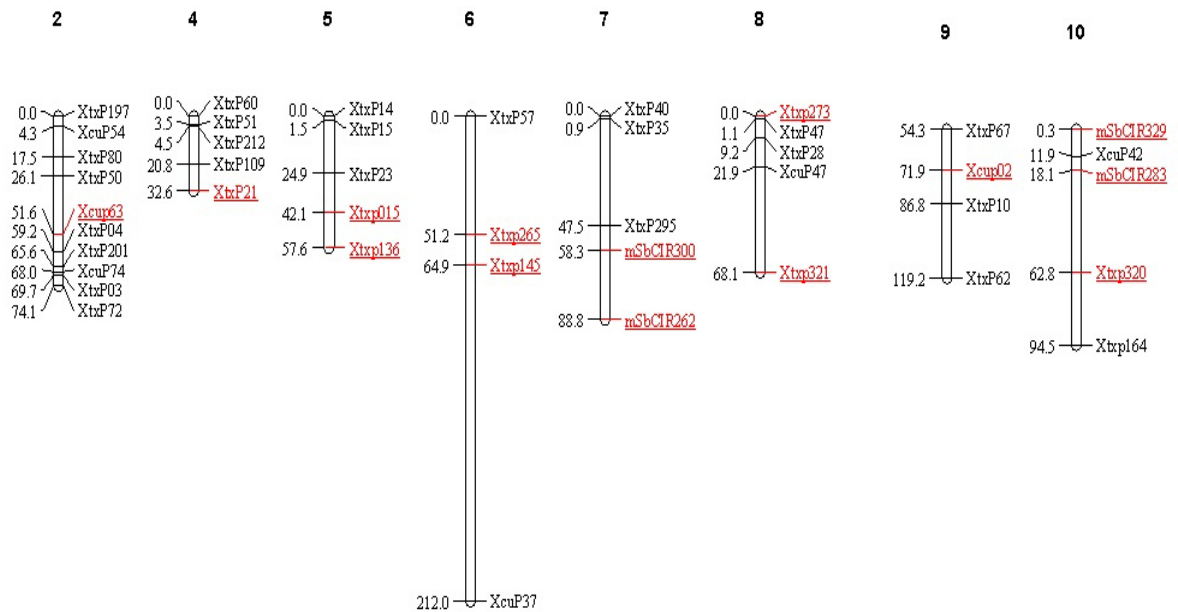 2
0.0 XtxP197
4.3 XcuP54
17.5 XtxP80
26.1 XtxP50
51.6 Xcup63
59.2 XtxP04
65.6 XtxP201
68.0 XcuP74
69.7 XtxP03
74.1 XtxP72
4
0.0 XtxP60
3.5 XtxP51
4.5 XtxP212
20.8 XtxP109
32.6 XtxP21
5
0.0 XtxP14
1.5 XtxP15
24.9 XtxP23
42.1 Xtxp015
57.6 Xtxp136
6
0.0 XtxP57
51.2 Xtxp265
64.9 Xtxp145
212.0 XcuP37
7
0.0 XtxP40
0.9 XtxP35
47.5 XtxP295
58.3 mSbCIR300
88.8 mSbCIR262
8
0.0 Xtxp273
1.1 XtxP47
9.2 XtxP28
21.9 XcuP47
68.1 Xtxp321
9
54.3 XtxP67
71.9 Xcup02
86.8 XtxP10
119.2 XtxP62
10
0.3 mSbCIR329
11.9 XcuP42
18.1 mSbCIR283
62.8 Xtxp320
94.5 Xtxp164